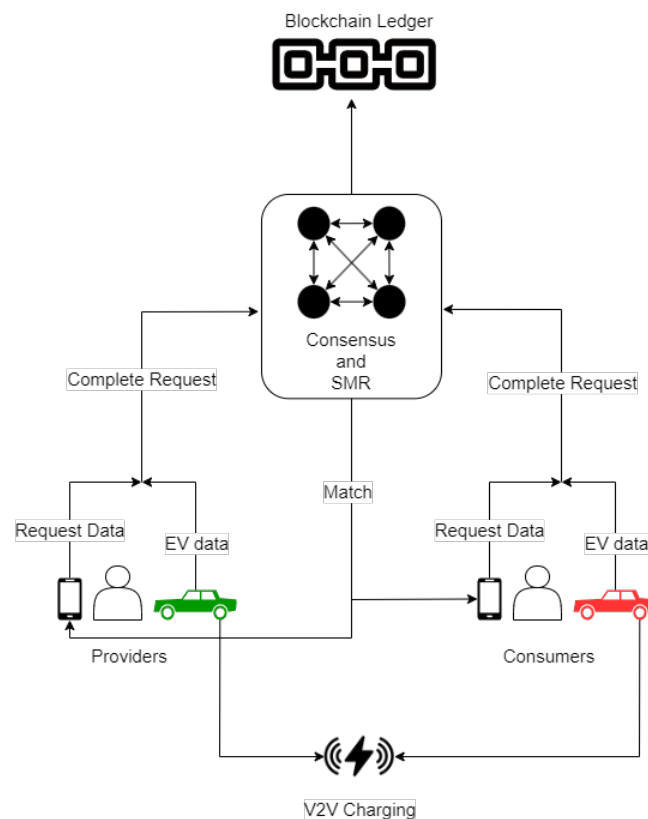 Blockchain Ledger
Consensus
and
SMR
Complete Request
Complete Request
Match
Request Data
EV data
Request Data
EV data
Providers
Consumers
V2V Charging